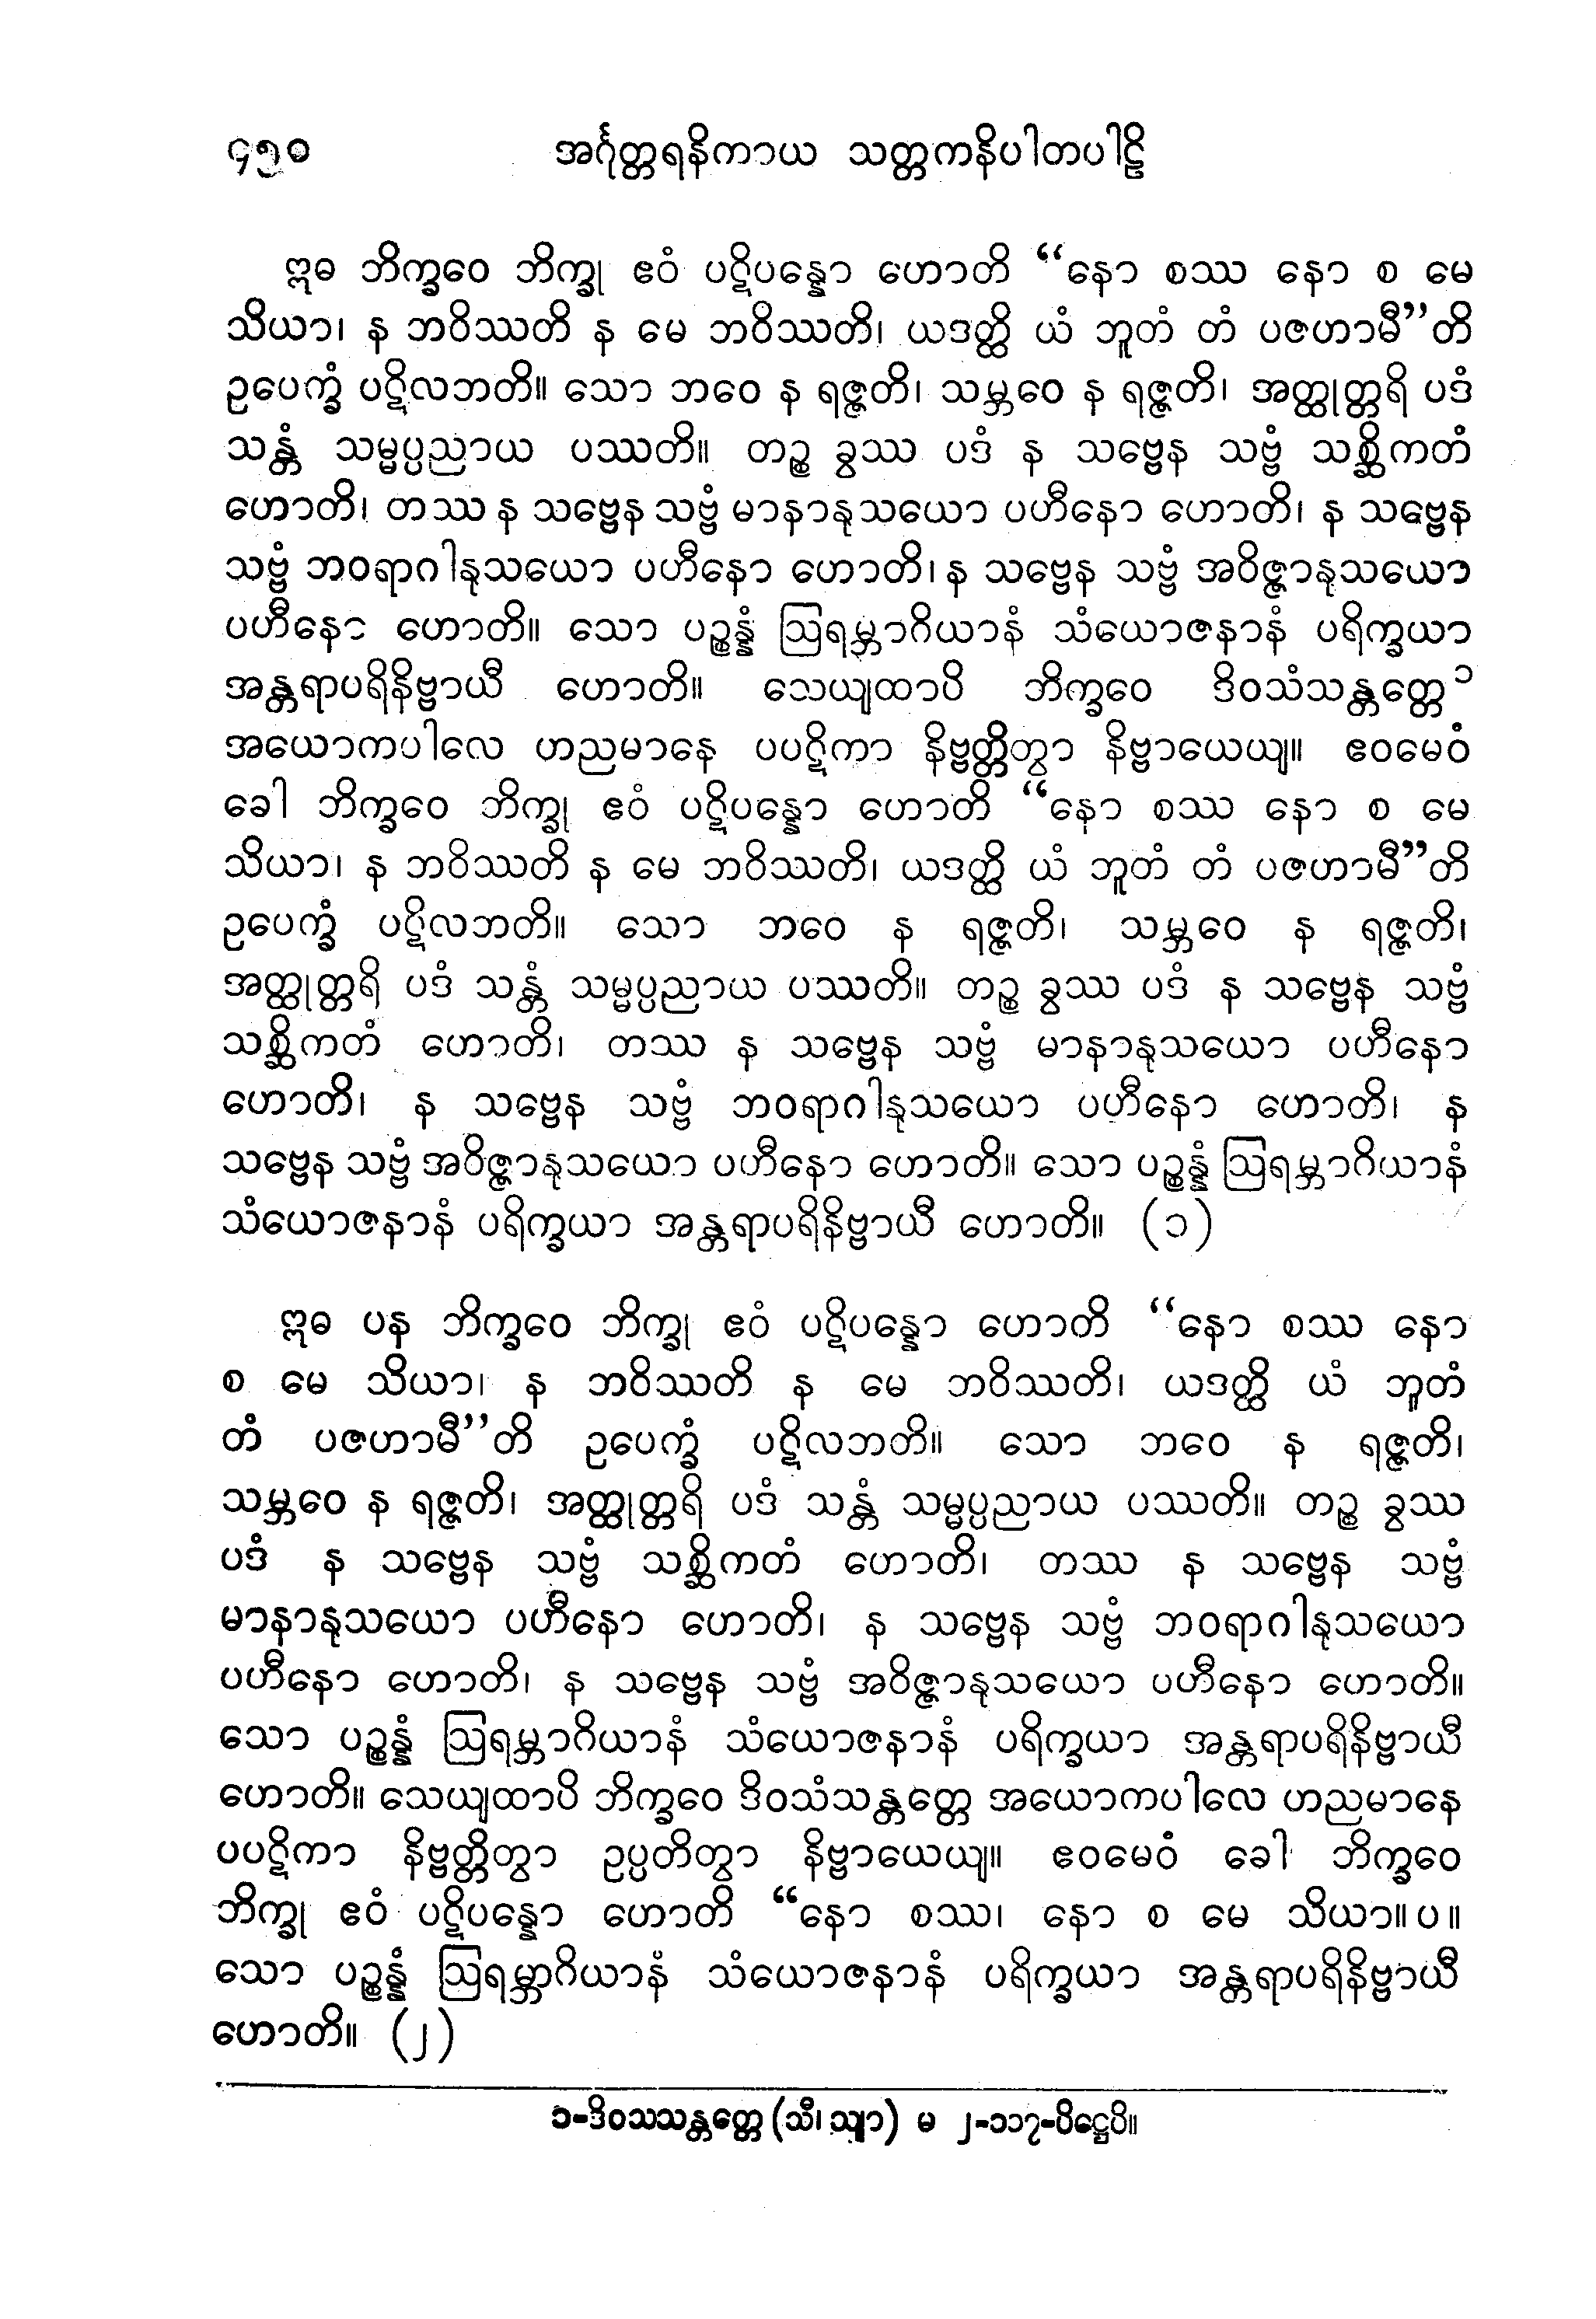 ၄၅၀ အင်္ဂုတ္တရနိကာယ သတ္တကနိပါတပါဠိ
ဣဓ ဘိက္ခဝေ ဘိက္ခု ဧဝံ ပဋိပန္နော ဟောတိ “နော စဿ နော စ မေ
သိယာ၊ န ဘဝိဿတိ န မေ ဘဝိဿတိ၊ ယဒတ္ထိ ယံ ဘူတံ တံ ပဇဟာမီ”တိ
ဥပေက္ခံ ပဋိလဘတိ။ သော ဘဝေ န ရဇ္ဇတိ၊ သမ္ဘဝေ န ရဇ္ဇတိ၊ အတ္ထုတ္တရိ ပဒံ
သန္တံ သမ္မပ္ပညာယ ပဿတိ။ တဉ္စ ခွဿ ပဒံ န သဗ္ဗေန သဗ္ဗံ သစ္ဆိကတံ
ဟောတိ၊ တဿ န သဗ္ဗေန သဗ္ဗံ မာနာနုသယော ပဟီနော ဟောတိ၊ န သဗ္ဗေန
သဗ္ဗံ ဘဝရာဂါနုသယော ပဟီနော ဟောတိ၊ န သဗ္ဗေန သဗ္ဗံ အဝိဇ္ဇာနုသယော
ပဟီနော ဟောတိ။ သော ပဉ္စန္နံ ဩရမ္ဘာဂိယာနံ သံယောဇနာနံ ပရိက္ခယာ
အန္တရာပရိနိဗ္ဗာယီ ဟောတိ။ သေယျထာပိ ဘိက္ခဝေ ဒိဝသံသန္တတ္တေ ၁
အယောကပါလေ ဟညမာနေ ပပဋိကာ နိဗ္ဗတ္တိတွာ နိဗ္ဗာယေယျ။ ဧဝမေဝံ
ခေါ ဘိက္ခဝေ ဘိက္ခု ဧဝံ ပဋိပန္နော ဟောတိ “နော စဿ နော စ မေ
သိယာ၊ န ဘဝိဿတိ န မေ ဘဝိဿတိ၊ ယဒတ္ထိ ယံ ဘူတံ တံ ပဇဟာမီ”တိ
ဥပေက္ခံ ပဋိလဘတိ။ သော ဘဝေ န ရဇ္ဇတိ၊ သမ္ဘဝေ န ရဇ္ဇတိ၊
အတ္ထုတ္တရိ ပဒံ သန္တံ သမ္မပ္ပညာယ ပဿတိ။ တဉ္စ ခွဿ ပဒံ န သဗ္ဗေန သဗ္ဗံ
သစ္ဆိကတံ ဟောတိ၊ တဿ န သဗ္ဗေန သဗ္ဗံ မာနာနုသယော ပဟီနော
ဟောတိ၊ န သဗ္ဗေန သဗ္ဗံ ဘဝရာဂါနုသယော ပဟီနော ဟောတိ၊ န
သဗ္ဗေန သဗ္ဗံ အဝိဇ္ဇာနုသယော ပဟီနော ဟောတိ။ သော ပဉ္စန္နံ ဩရမ္ဘာဂိယာနံ
သံယောဇနာနံ ပရိက္ခယာ အန္တရာပရိနိဗ္ဗာယီ ဟောတိ။ (၁)
ဣဓ ပန ဘိက္ခဝေ ဘိက္ခု ဧဝံ ပဋိပန္နော ဟောတိ “နော စဿ နော
စ မေ သိယာ၊ န ဘဝိဿတိ န မေ ဘဝိဿတိ၊ ယဒတ္ထိ ယံ ဘူတံ
တံ ပဇဟာမီ”တိ ဥပေက္ခံ ပဋိလဘတိ။ သော ဘဝေ န ရဇ္ဇတိ၊
သမ္ဘဝေ န ရဇ္ဇတိ၊ အတ္ထုတ္တရိ ပဒံ သန္တံ သမ္မပ္ပညာယ ပဿတိ။ တဉ္စ ခွဿ
ပဒံ န သဗ္ဗေန သဗ္ဗံ သစ္ဆိကတံ ဟောတိ၊ တဿ န သဗ္ဗေန သဗ္ဗံ
မာနာနုသယော ပဟီနော ဟောတိ၊ န သဗ္ဗေန သဗ္ဗံ ဘဝရာဂါနုသယော
ပဟီနော ဟောတိ၊ န သဗ္ဗေန သဗ္ဗံ အဝိဇ္ဇာနုသယော ပဟီနော ဟောတိ။
သော ပဉ္စန္နံ ဩရမ္ဘာဂိယာနံ သံယောဇနာနံ ပရိက္ခယာ အန္တရာပရိနိဗ္ဗာယီ
ဟောတိ။ သေယျထာပိ ဘိက္ခဝေ ဒိဝသံသန္တတ္တေ အယောကပါလေ ဟညမာနေ
ပပဋိကာ နိဗ္ဗတ္တိတွာ ဥပ္ပတိတွာ နိဗ္ဗာယေယျ။ ဧဝမေဝံ ခေါ ဘိက္ခဝေ
ဘိက္ခု ဧဝံ ပဋိပန္နော ဟောတိ “နော စဿ၊ နော စ မေ သိယာ။ပ။
သော ပဉ္စန္နံ ဩရမ္ဘာဂိယာနံ သံယောဇနာနံ ပရိက္ခယာ အန္တရာပရိနိဗ္ဗာယီ
ဟောတိ။ (၂)
၁-ဒိဝသသန္တတ္တေ (သီ၊ သျာ) မ ၂-၁၁၇-ပိဋ္ဌေပိ။